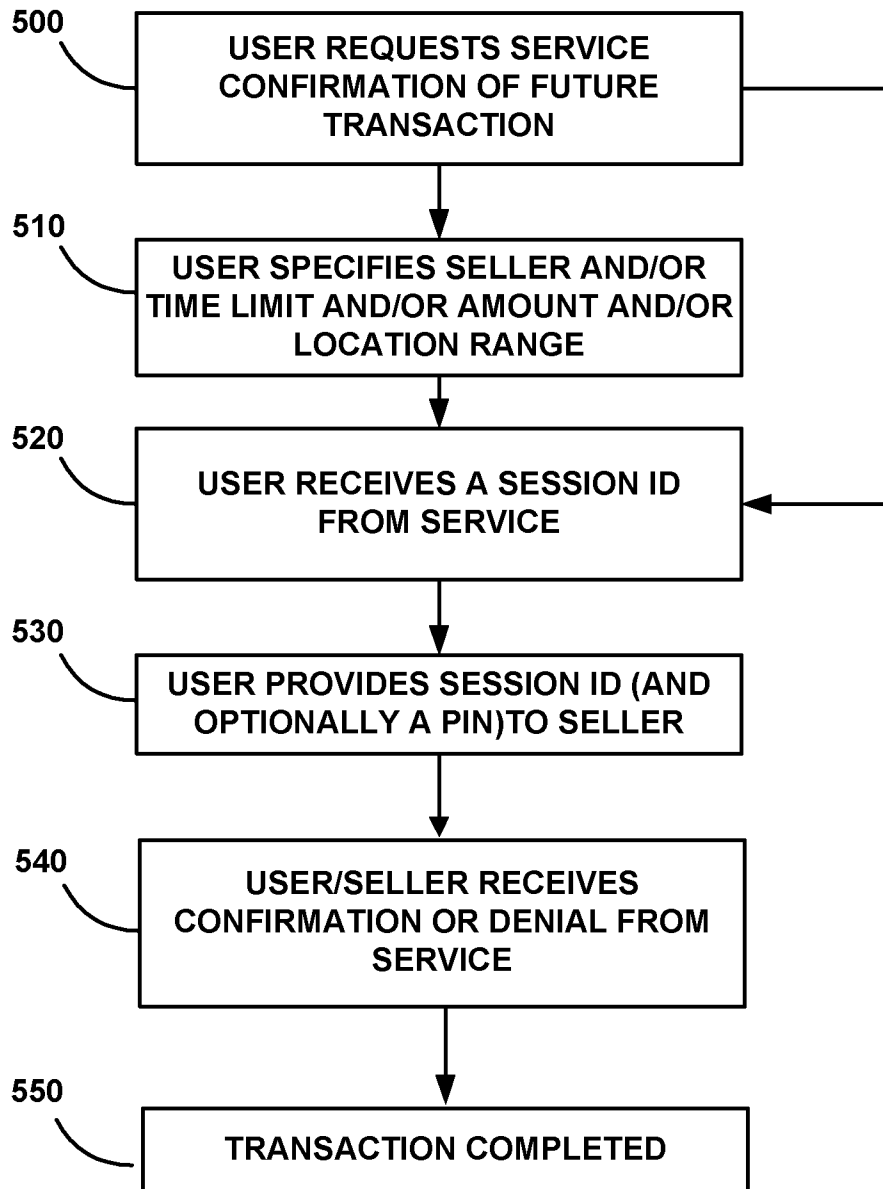 500
USER REQUESTS SERVICE
CONFIRMATION OF FUTURE
TRANSACTION
510
USER SPECIFIES SELLER AND/OR
TIME LIMIT AND/OR AMOUNT AND/OR
LOCATION RANGE
520
USER RECEIVES A SESSION ID
FROM SERVICE
530
USER PROVIDES SESSION ID (AND
OPTIONALLY A PIN)TO SELLER
540
USER/SELLER RECEIVES
CONFIRMATION OR DENIAL FROM
SERVICE
550
TRANSACTION COMPLETED